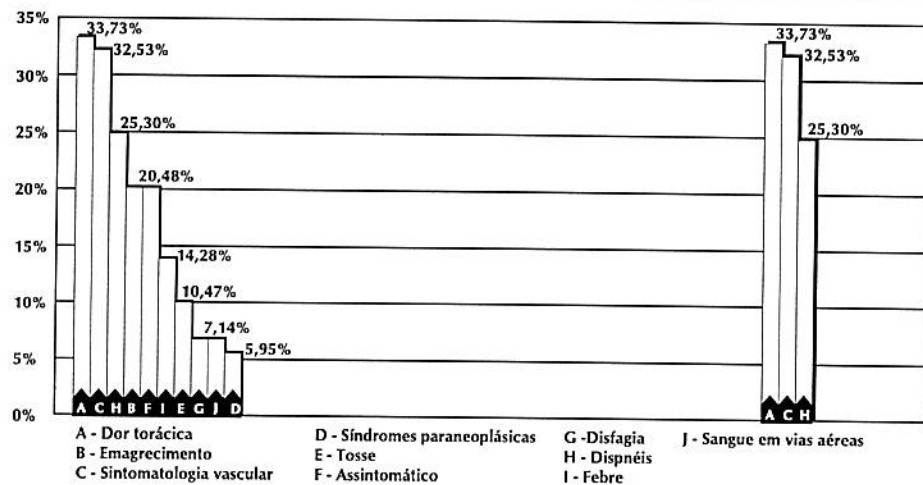 35%
33,73%
32,53%
30%
25,30%
25%
20,48%
20%
14,28%
15%
10,47%
10%
7,14%
5,95%
5%
0%
A C H B F I E G J D
33,73%
32,53%
25,30%
A C H
A - Dor torácica
B - Emagrecimento
C - Sintomatologia vascular
D - Síndromes paraneoplásicas
E - Tosse
F - Assintomático
G -Disfagia
H - Dispnéis
I - Febre
J - Sangue em vias aéreas